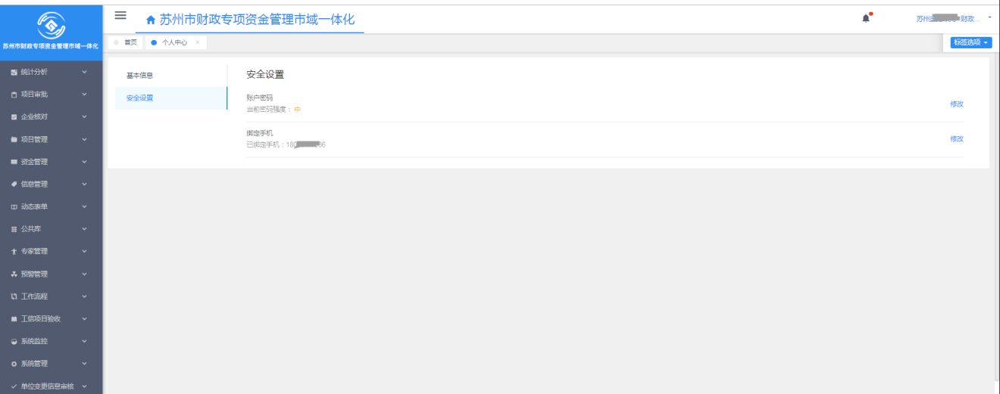 苏州市财政专项资金管理市域一体化
苏州市财政专项资金管理市域一体化
苏州 财政...
首页
个人中心 ×
标签选项
统计分析
项目审批
企业核对
项目管理
资金管理
信息管理
动态表单
公共库
专家管理
预警管理
工作流程
工信项目验收
系统监控
系统管理
单位变更信息审核
基本信息
安全设置
安全设置
账户密码
当前密码强度：中
修改
绑定手机
已绑定手机：180 66
修改